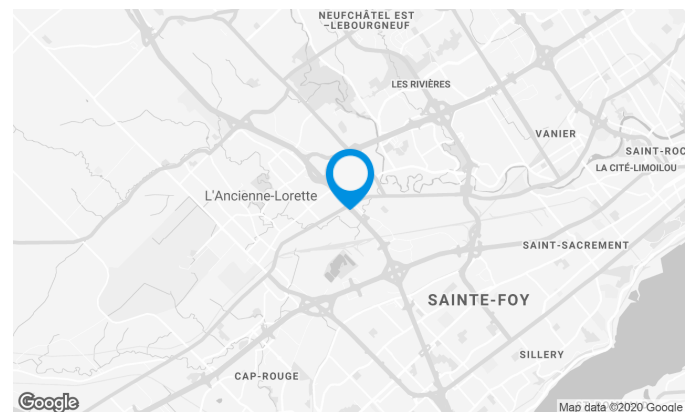 NEUFCHÂTEL EST
–LEBOURGNEUF
LES RIVIÈRES
VANIER
SAINT-ROC
LA CITÉ-LIMOILOU
L'Ancienne-Lorette
SAINT-SACREMENT
SAINTE-FOY
SILLERY
CAP-ROUGE
Google
Map data ©2020 Google